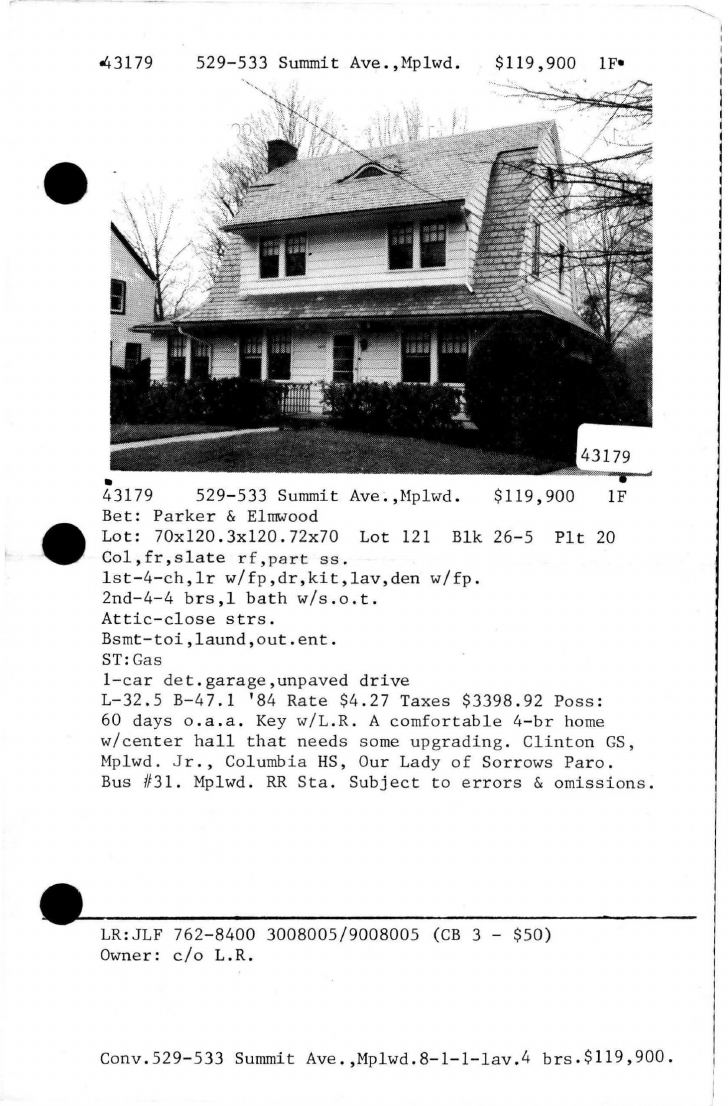 43179 529-533 Summit Ave.,Mplwd. $119,900 1F
43179
43179 529-533 Summit Ave.,Mplwd. $119,900 1F
Bet: Parker & Elmwood
Lot: 70x120.3x120.72x70 Lot 121 Blk 26-5 Plt 20
Col,fr,slate rf,part ss.
1st-4-ch,lr w/fp,dr,kit,lav,den w/fp.
2nd-4-4 brs,1 bath w/s.o.t.
Attic-close strs.
Bsmt-toi,laund,out.ent.
ST:Gas
1-car det.garage,unpaved drive
L-32.5 B-47.1 '84 Rate $4.27 Taxes $3398.92 Poss:
60 days o.a.a. Key w/L.R. A comfortable 4-br home
w/center hall that needs some upgrading. Clinton GS,
Mplwd. Jr., Columbia HS, Our Lady of Sorrows Paro.
Bus #31. Mplwd. RR Sta. Subject to errors & omissions.
LR:JLF 762-8400 3008005/9008005 (CB 3 - $50)
Owner: c/o L.R.
Conv.529-533 Summit Ave.,Mplwd.8-1-1-lav.4 brs.$119,900.